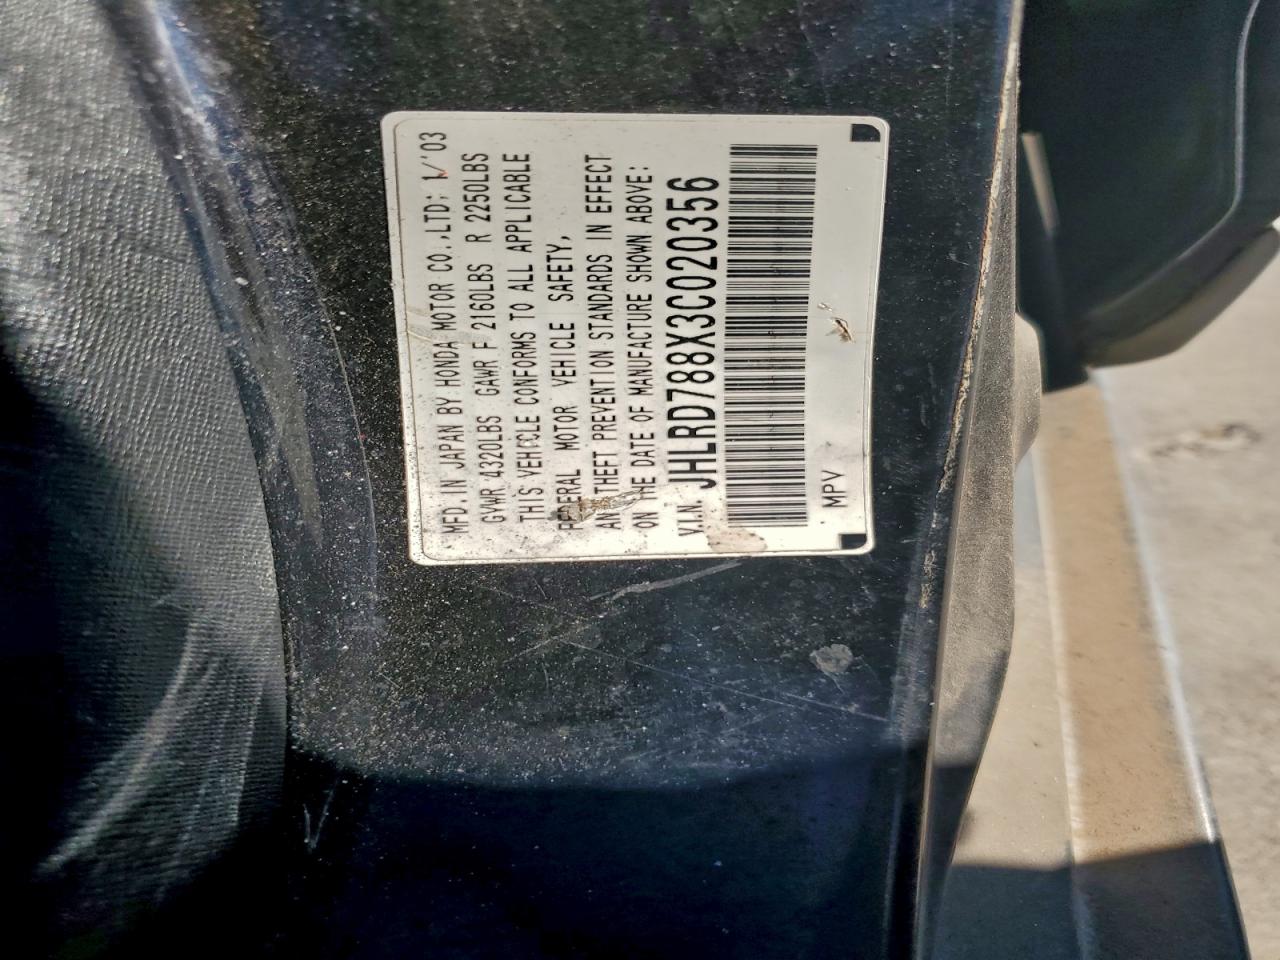 MFD. IN JAPAN BY HONDA MOTOR CO.,LTD: 1/'03
GVWR 4320LBS GAWR F 2160LBS R 2250LBS
THIS VEHICLE CONFORMS TO ALL APPLICABLE
FEDERAL MOTOR VEHICLE SAFETY,
AND THEFT PREVENTION STANDARDS IN EFFECT
ON THE DATE OF MANUFACTURE SHOWN ABOVE:
V.I.N. JHLRD788X3C020356
MPV